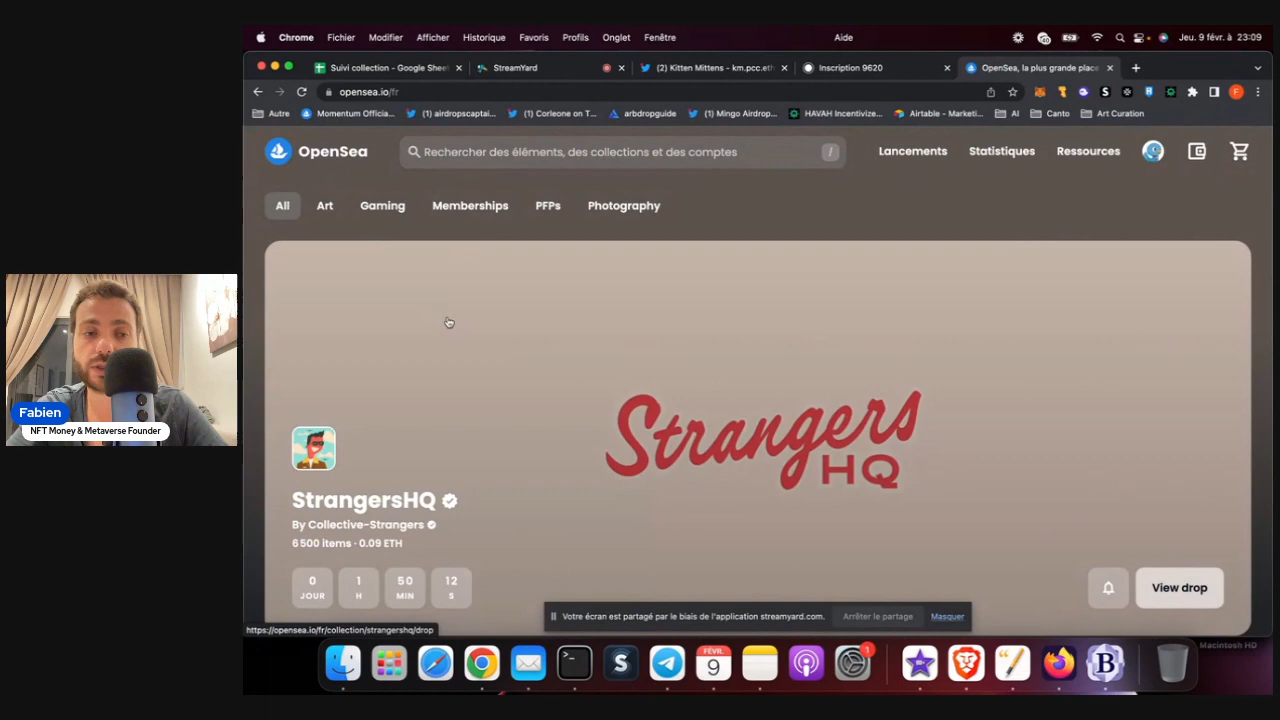 Chrome Fichier Modifier Afficher Historique Favoris Profils Onglet Fenêtre Aide Jeu. 9 févr. à 23:09
Suivi collection - Google Sheet StreamYard (2) Kitten Mittens - km.pcc.eth Inscription 9620 OpenSea, la plus grande place
opensea.io/fr
Autre Momentum Officia... (1) airdropscaptai... (1) Corleone on T... arbdropguide (1) Mingo Airdrop... HAVAH Incentivize... Airtable - Marketi... AI Canto Art Curation
OpenSea Rechercher des éléments, des collections et des comptes / Lancements Statistiques Ressources
All Art Gaming Memberships PFPs Photography
Strangers
HQ
StrangersHQ
By Collective-Strangers
6 500 items · 0.09 ETH
0 1 50 12
JOUR H MIN S
View drop
Votre écran est partagé par le biais de l'application streamyard.com. Arrêter le partage Masquer
https://opensea.io/fr/collection/strangershq/drop
Macintosh HD
FÉVR.
9
1
S
B
Fabien
NFT Money & Metaverse Founder